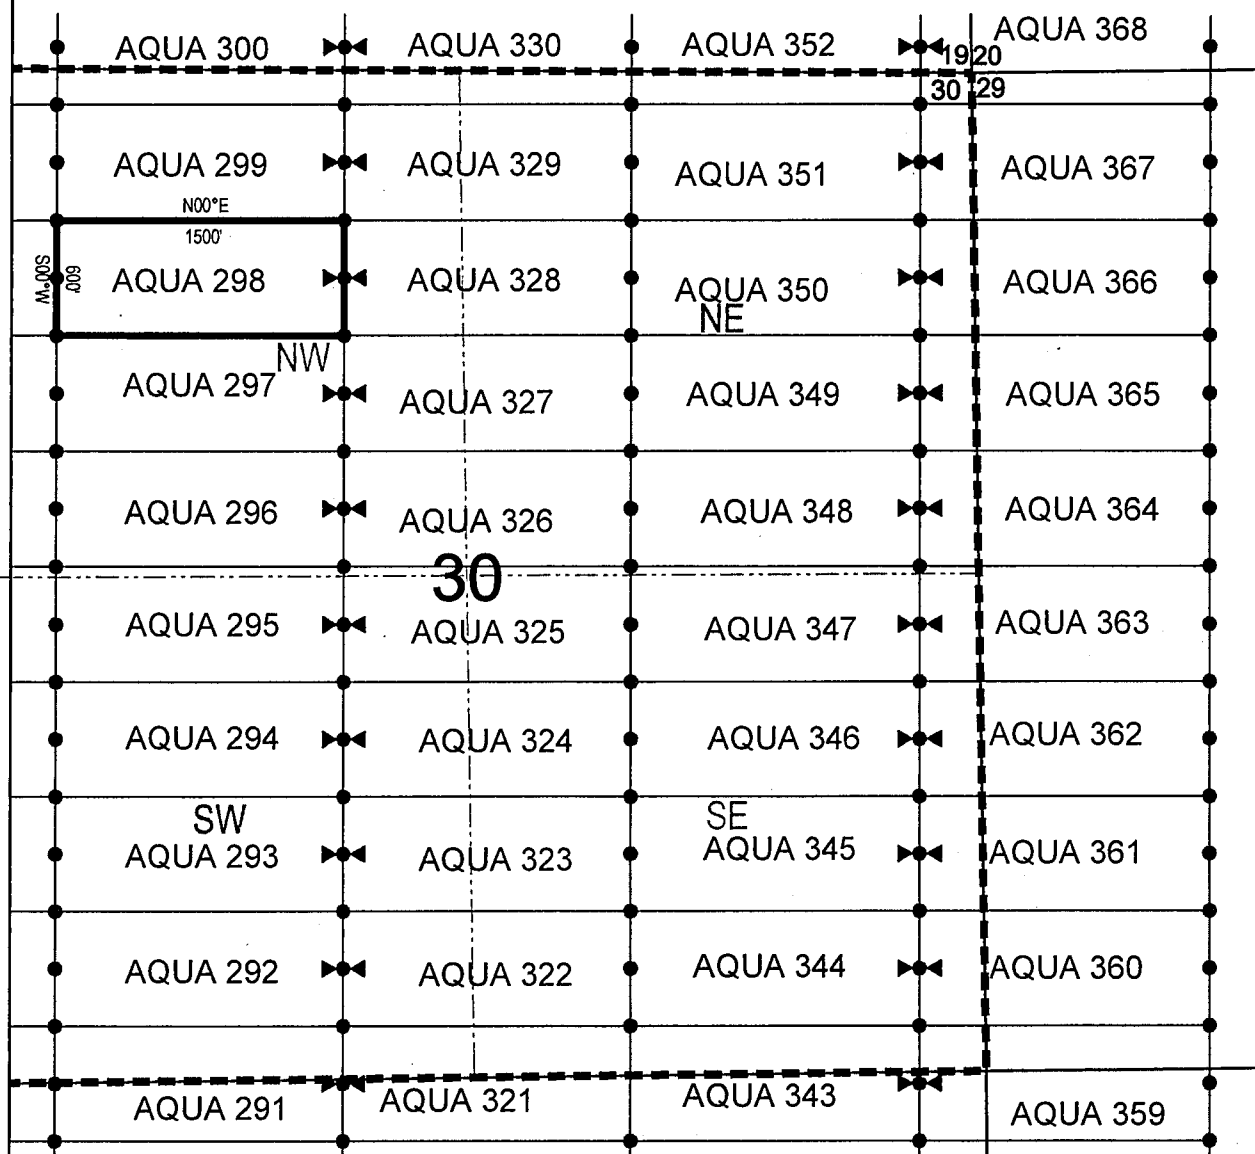 AQUA 300 AQUA 330 AQUA 352 AQUA 368
19 20
30 29
AQUA 299 AQUA 329 AQUA 351 AQUA 367
N00°E
1500'
S00°W 600' AQUA 298 AQUA 328 AQUA 350 AQUA 366
NE
NW
AQUA 297 AQUA 327 AQUA 349 AQUA 365
AQUA 296 AQUA 326 AQUA 348 AQUA 364
30
AQUA 295 AQUA 325 AQUA 347 AQUA 363
AQUA 294 AQUA 324 AQUA 346 AQUA 362
SW SE
AQUA 293 AQUA 323 AQUA 345 AQUA 361
AQUA 292 AQUA 322 AQUA 344 AQUA 360
AQUA 291 AQUA 321 AQUA 343 AQUA 359